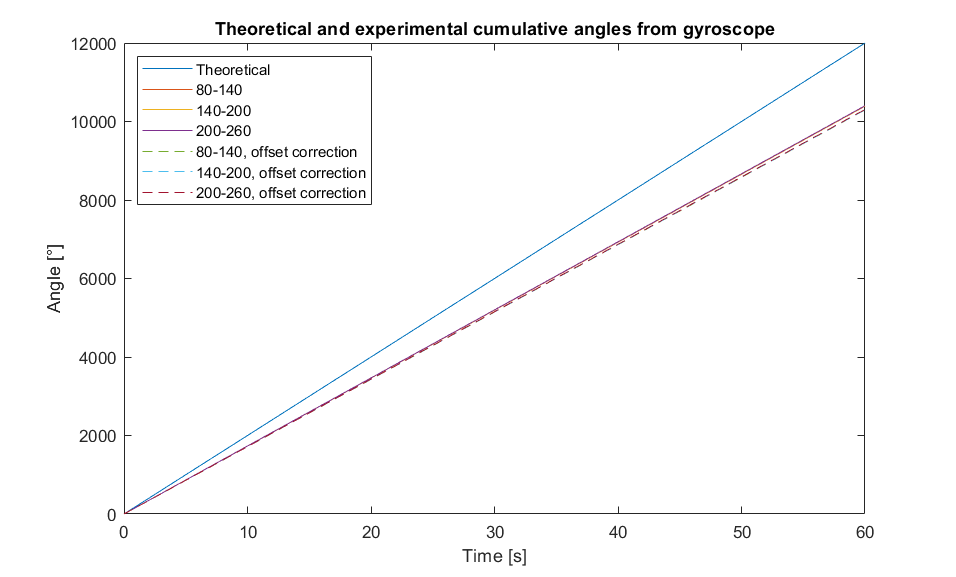 Theoretical and experimental cumulative angles from gyroscope
12000
10000
8000
6000
4000
2000
0
Angle [°]
Theoretical
80-140
140-200
200-260
80-140, offset correction
140-200, offset correction
200-260, offset correction
0 10 20 30 40 50 60
Time [s]